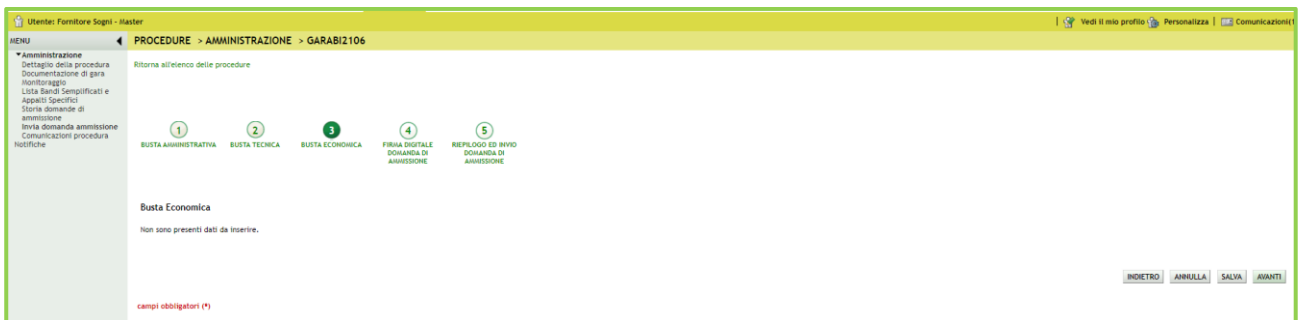 Utente: Fornitore Sogni - Master
Vedi il mio profilo Personalizza | Comunicazioni(1
MENU
PROCEDURE > AMMINISTRAZIONE > GARABI2106
Amministrazione
Dettaglio della procedura
Documentazione di gara
Monitoraggio
Lista Bandi Semplificati e
Appalti Specifici
Storia domande di
ammissione
Invia domanda ammissione
Comunicazioni procedura
Notifiche
Ritorna all'elenco delle procedure
1
BUSTA AMMINISTRATIVA
2
BUSTA TECNICA
3
BUSTA ECONOMICA
4
FIRMA DIGITALE
DOMANDA DI
AMMISSIONE
5
RIEPILOGO ED INVIO
DOMANDA DI
AMMISSIONE
Busta Economica
Non sono presenti dati da inserire.
INDIETRO ANNULLA SALVA AVANTI
campi obbligatori (*)